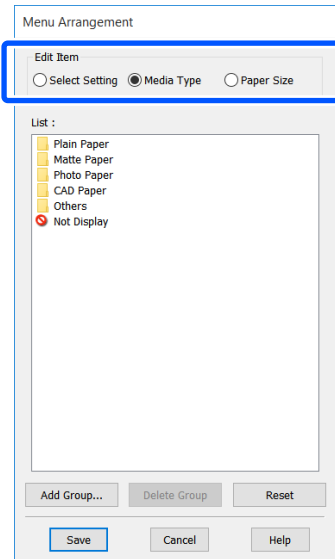 Menu Arrangement
Edit Item
Select Setting Media Type Paper Size
List :
Plain Paper
Matte Paper
Photo Paper
CAD Paper
Others
Not Display
Add Group... Delete Group Reset
Save Cancel Help